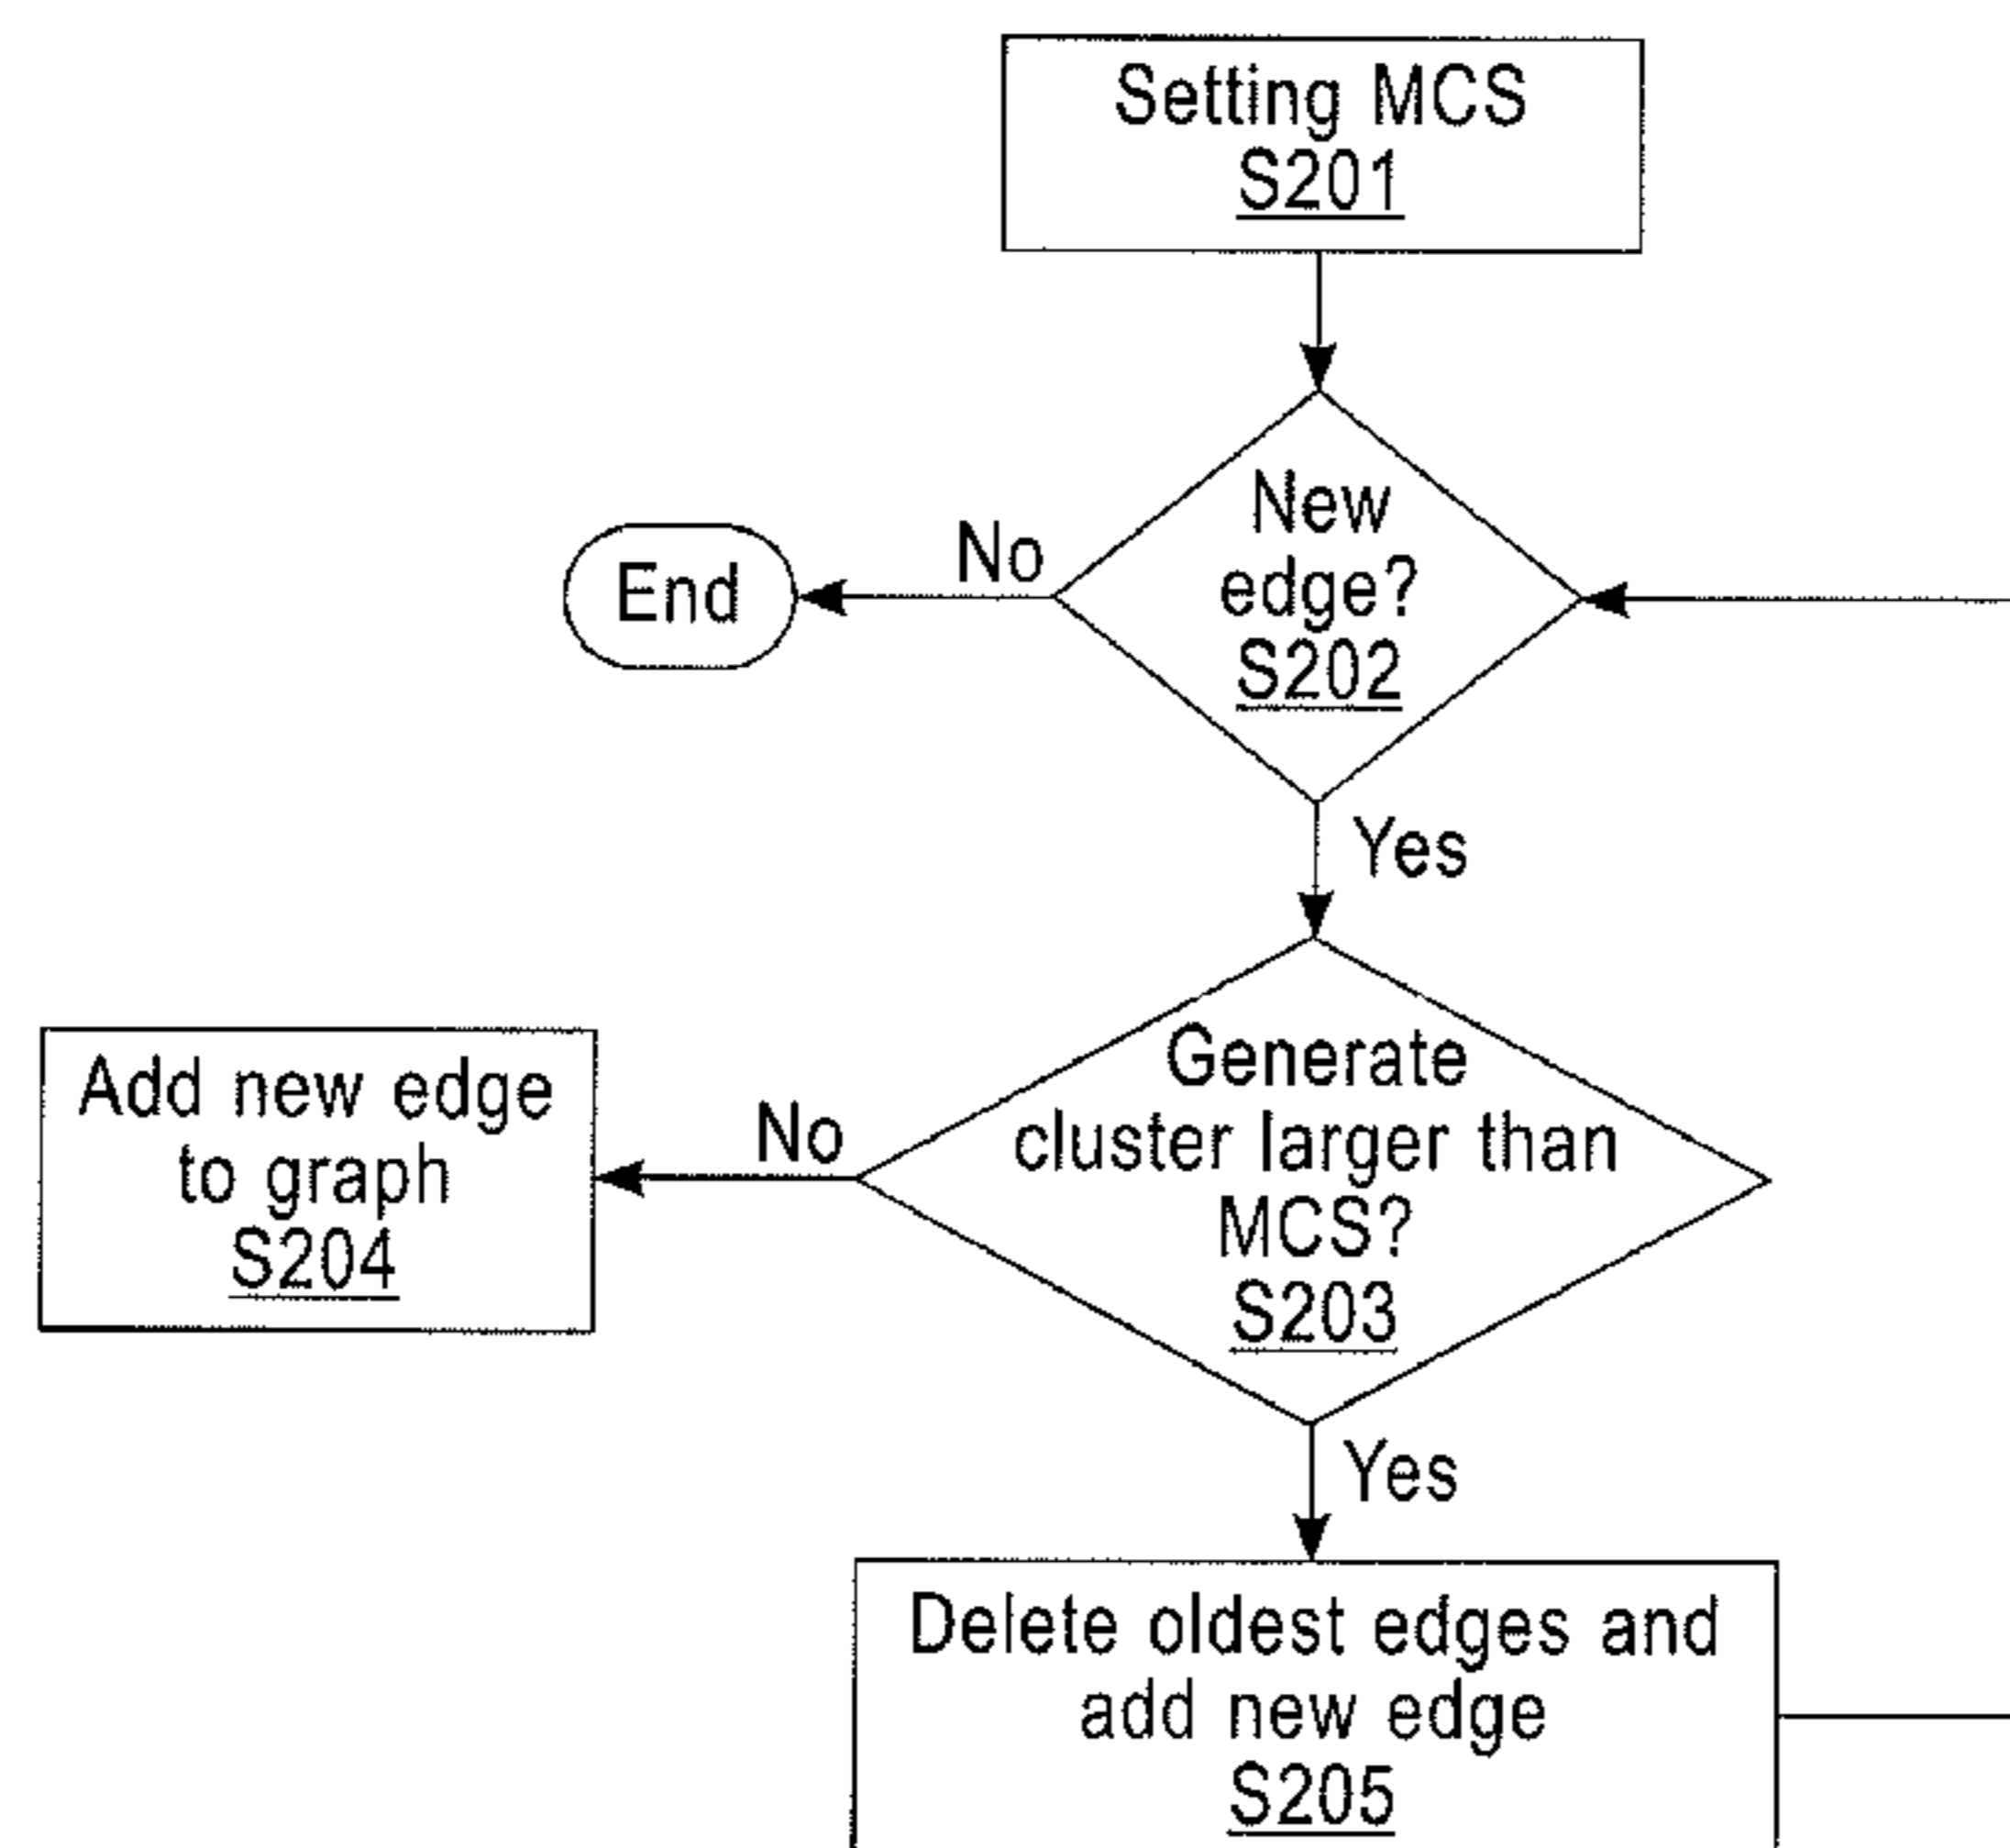 Setting MCS
S201
New
edge?
S202
No
End
Yes
Generate
cluster larger than
MCS?
S203
No
Add new edge
to graph
S204
Yes
Delete oldest edges and
add new edge
S205